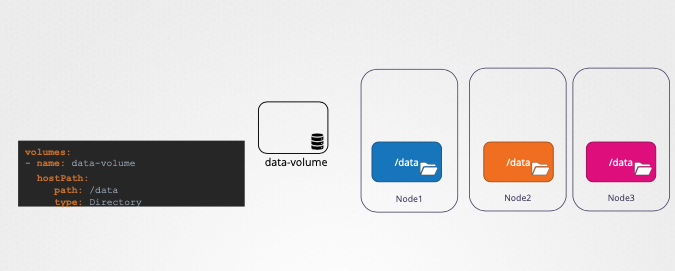 volumes:
- name: data-volume
hostPath:
path: /data
type: Directory
data-volume
/data
/data
/data
Node1
Node2
Node3